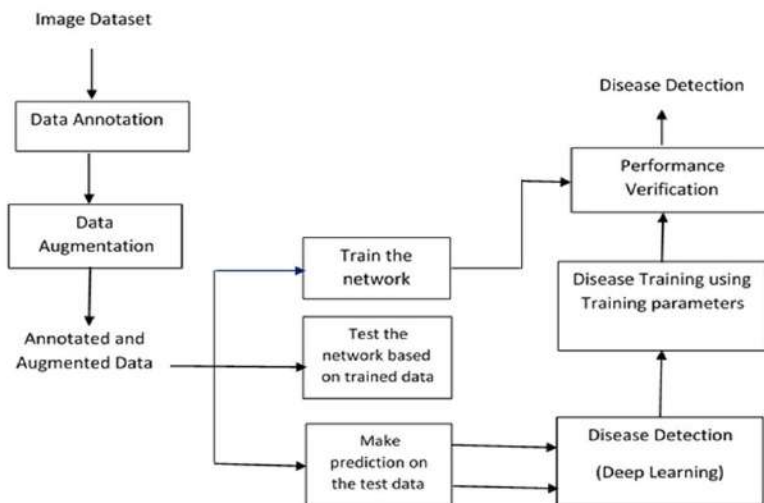 Image Dataset
Data Annotation
Data
Augmentation
Annotated and
Augmented Data
Train the
network
Test the
network based
on trained data
Make
prediction on
the test data
Disease Detection
Performance
Verification
Disease Training using
Training parameters
Disease Detection
(Deep Learning)